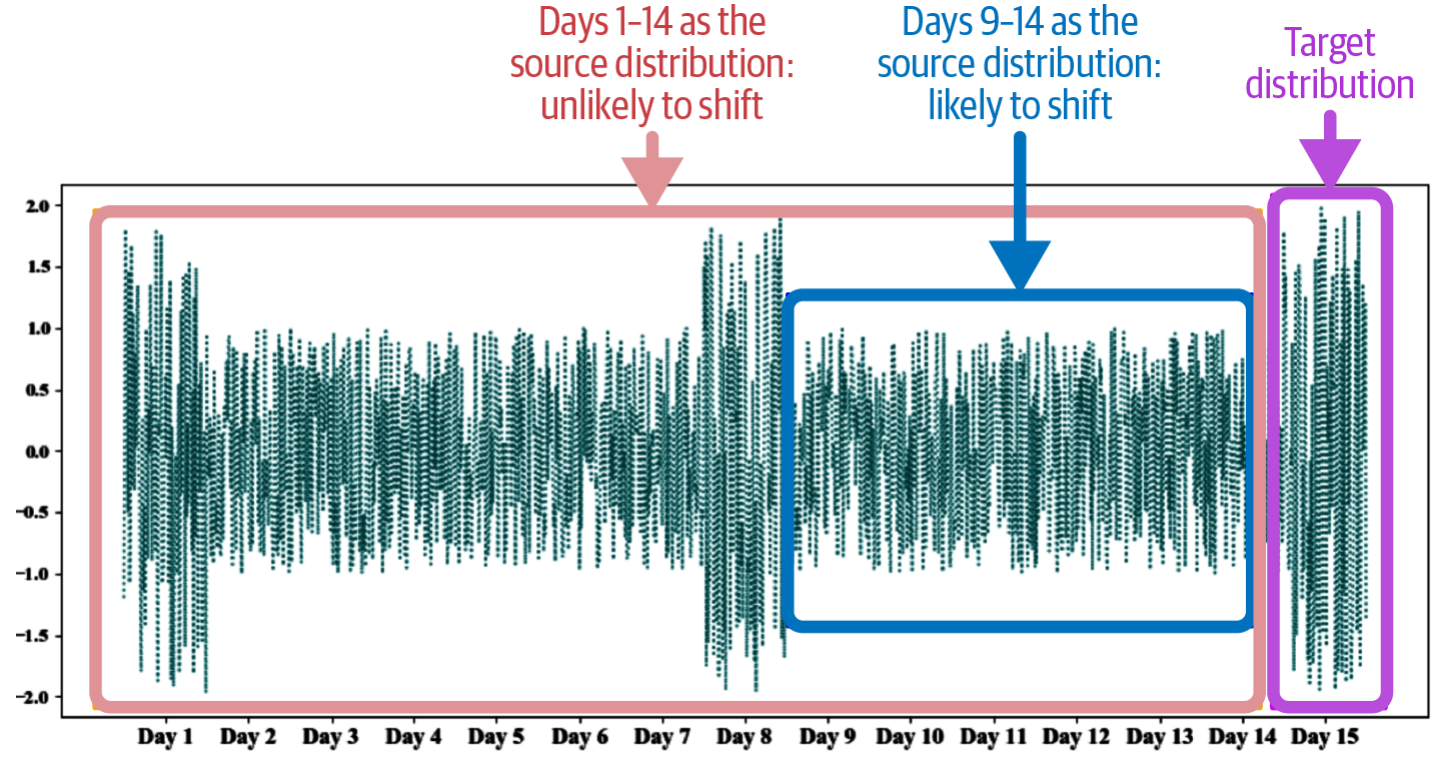 Days 1–14 as the
source distribution:
unlikely to shift
Days 9–14 as the
source distribution:
likely to shift
Target
distribution
2.0
1.5
1.0
0.5
0.0
−0.5
−1.0
−1.5
−2.0
Day 1 Day 2 Day 3 Day 4 Day 5 Day 6 Day 7 Day 8 Day 9 Day 10 Day 11 Day 12 Day 13 Day 14 Day 15